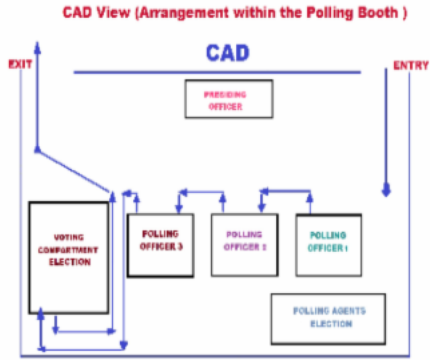 CAD View (Arrangement within the Polling Booth )
CAD
EXIT
ENTRY
PRESIDING
OFFICER
VOTING
COMPARTMENT
ELECTION
POLLING
OFFICER 3
POLLING
OFFICER 2
POLLING
OFFICER 1
POLLING AGENTS
ELECTION